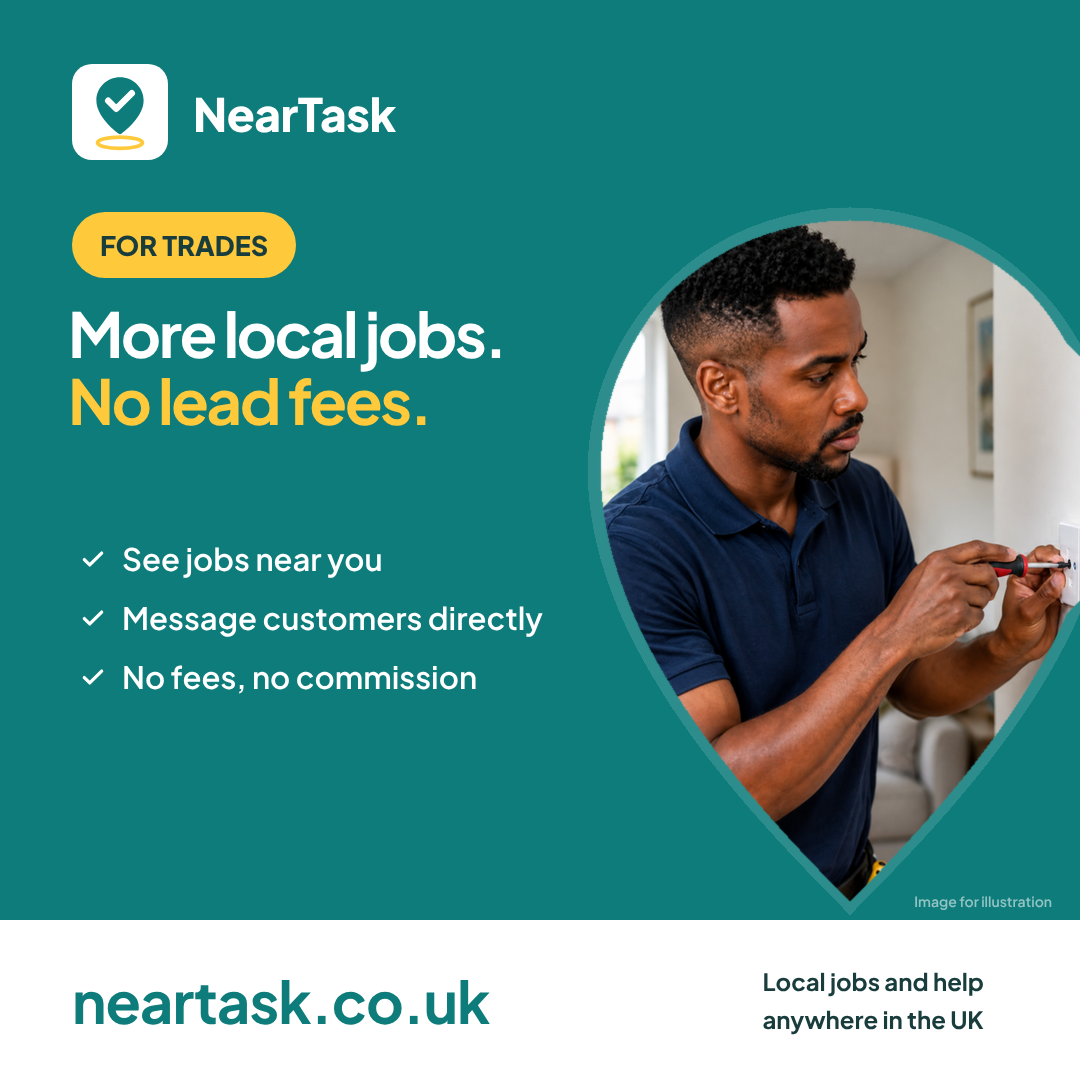 NearTask
FOR TRADES
More local jobs.
No lead fees.
See jobs near you
Message customers directly
No fees, no commission
Image for illustration
neartask.co.uk
Local jobs and help
anywhere in the UK